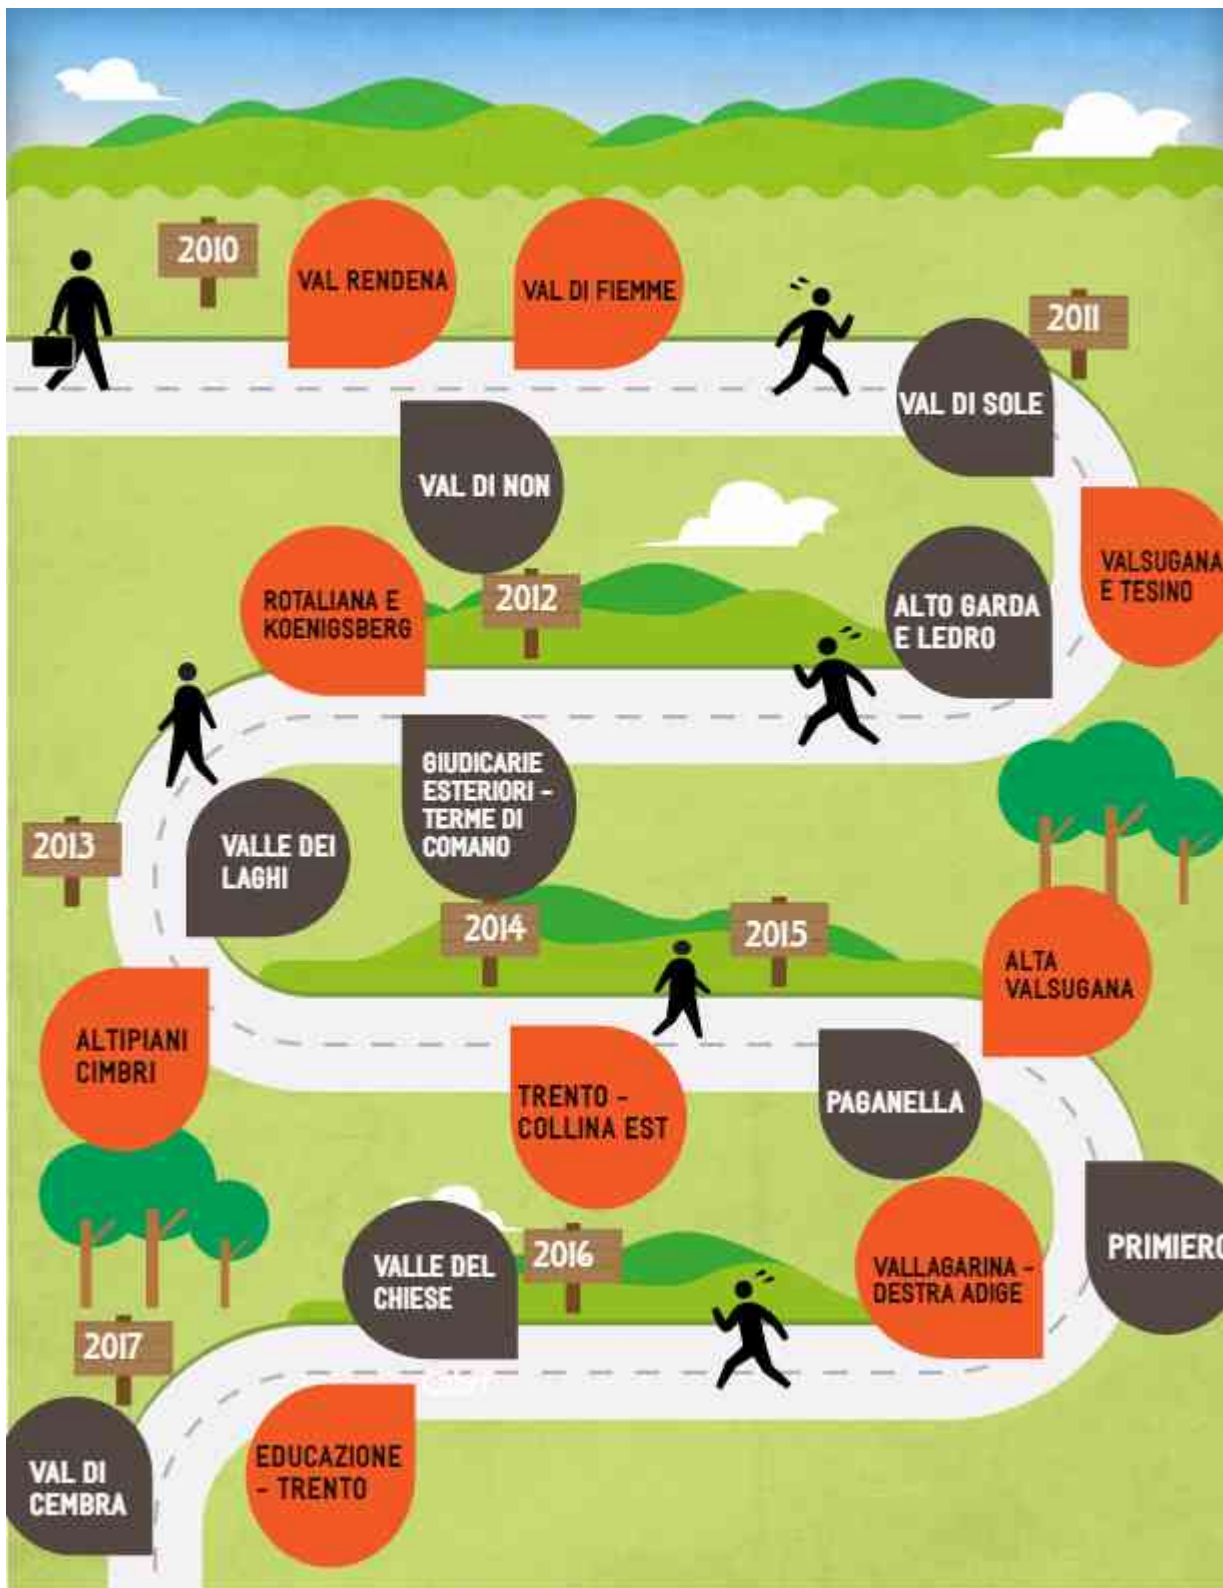 2010
VAL RENDENA
VAL DI FIEMME
2011
VAL DI SOLE
VAL DI NON
VALSUGANA
E TESINO
ALTO GARDA
E LEDRO
2012
ROTALIANA E
KOENIGSBERG
GIUDICARIE
ESTERIORI -
TERME DI
COMANO
2013
VALLE DEI
LAGHI
2014
2015
ALTA
VALSUGANA
ALTIPIANI
CIMBRI
TRENTO -
COLLINA EST
PAGANELLA
PRIMIERO
VALLAGARINA -
DESTRA ADIGE
2016
VALLE DEL
CHIESE
2017
EDUCAZIONE
- TRENTO
VAL DI
CEMBRA